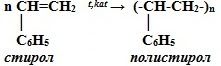 n CH=CH₂ t,kat → (-CH-CH₂-)n
| |
C6H5 C6H5
стирол полистирол